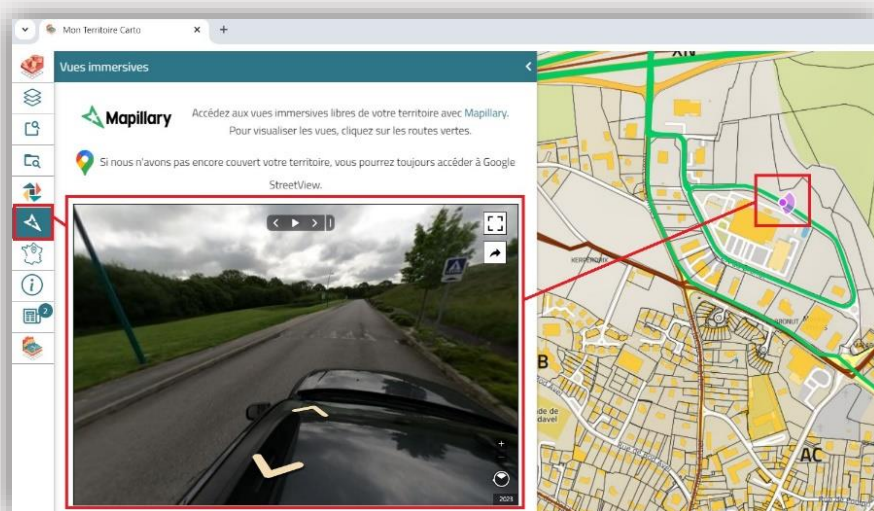 Mon Territoire Carto
Vues immersives
Mapillary
Accédez aux vues immersives libres de votre territoire avec Mapillary.
Pour visualiser les vues, cliquez sur les routes vertes.
Si nous n'avons pas encore couvert votre territoire, vous pourrez toujours accéder à Google
StreetView.
2
XN
B
AC